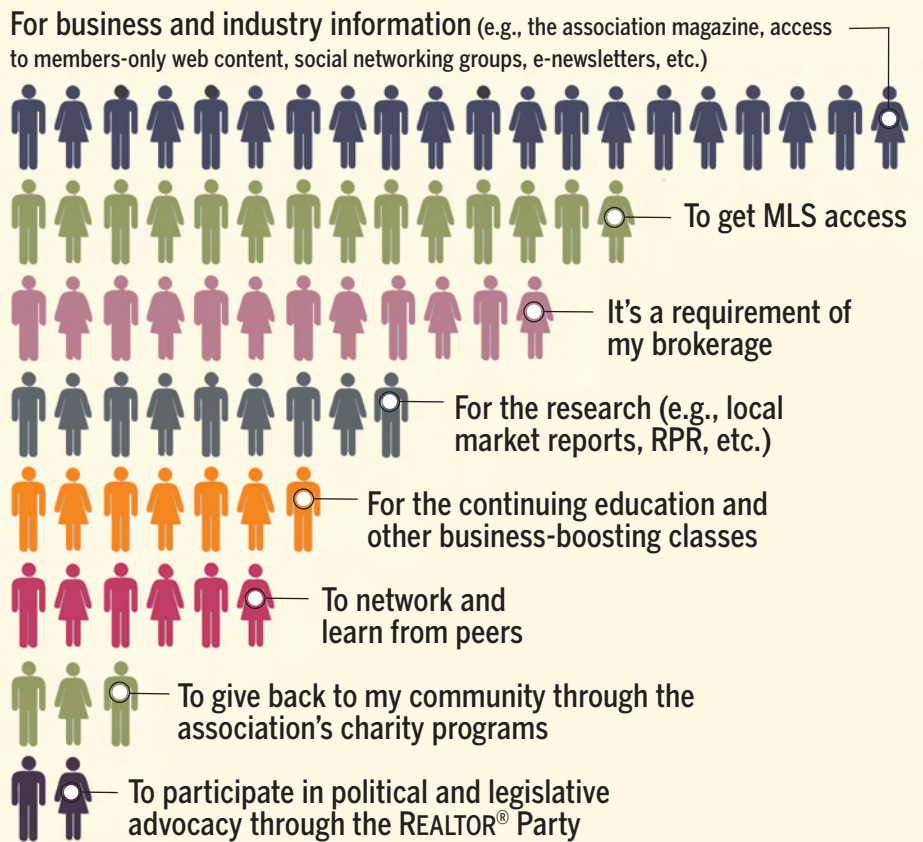 For business and industry information (e.g., the association magazine, access
to members-only web content, social networking groups, e-newsletters, etc.)
To get MLS access
It's a requirement of
my brokerage
For the research (e.g., local
market reports, RPR, etc.)
For the continuing education and
other business-boosting classes
To network and
learn from peers
To give back to my community through the
association's charity programs
To participate in political and legislative
advocacy through the REALTOR® Party